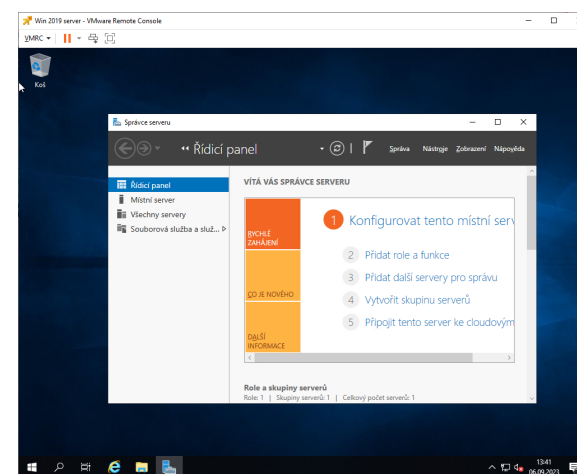 Win 2019 server - VMware Remote Console
VMRC
Koš
Správce serveru
Řídicí panel
Správa Nástroje Zobrazení Nápověda
Řídicí panel
Místní server
Všechny servery
Souborová služba a služ...
VÍTÁ VÁS SPRÁVCE SERVERU
RYCHLÉ
ZAHÁJENÍ
CO JE NOVÉHO
DALŠÍ
INFORMACE
1 Konfigurovat tento místní serv
2 Přidat role a funkce
3 Přidat další servery pro správu
4 Vytvořit skupinu serverů
5 Připojit tento server ke cloudovým
Role a skupiny serverů
Role: 1 | Skupiny serverů: 1 | Celkový počet serverů: 1
13:41
06.09.2023